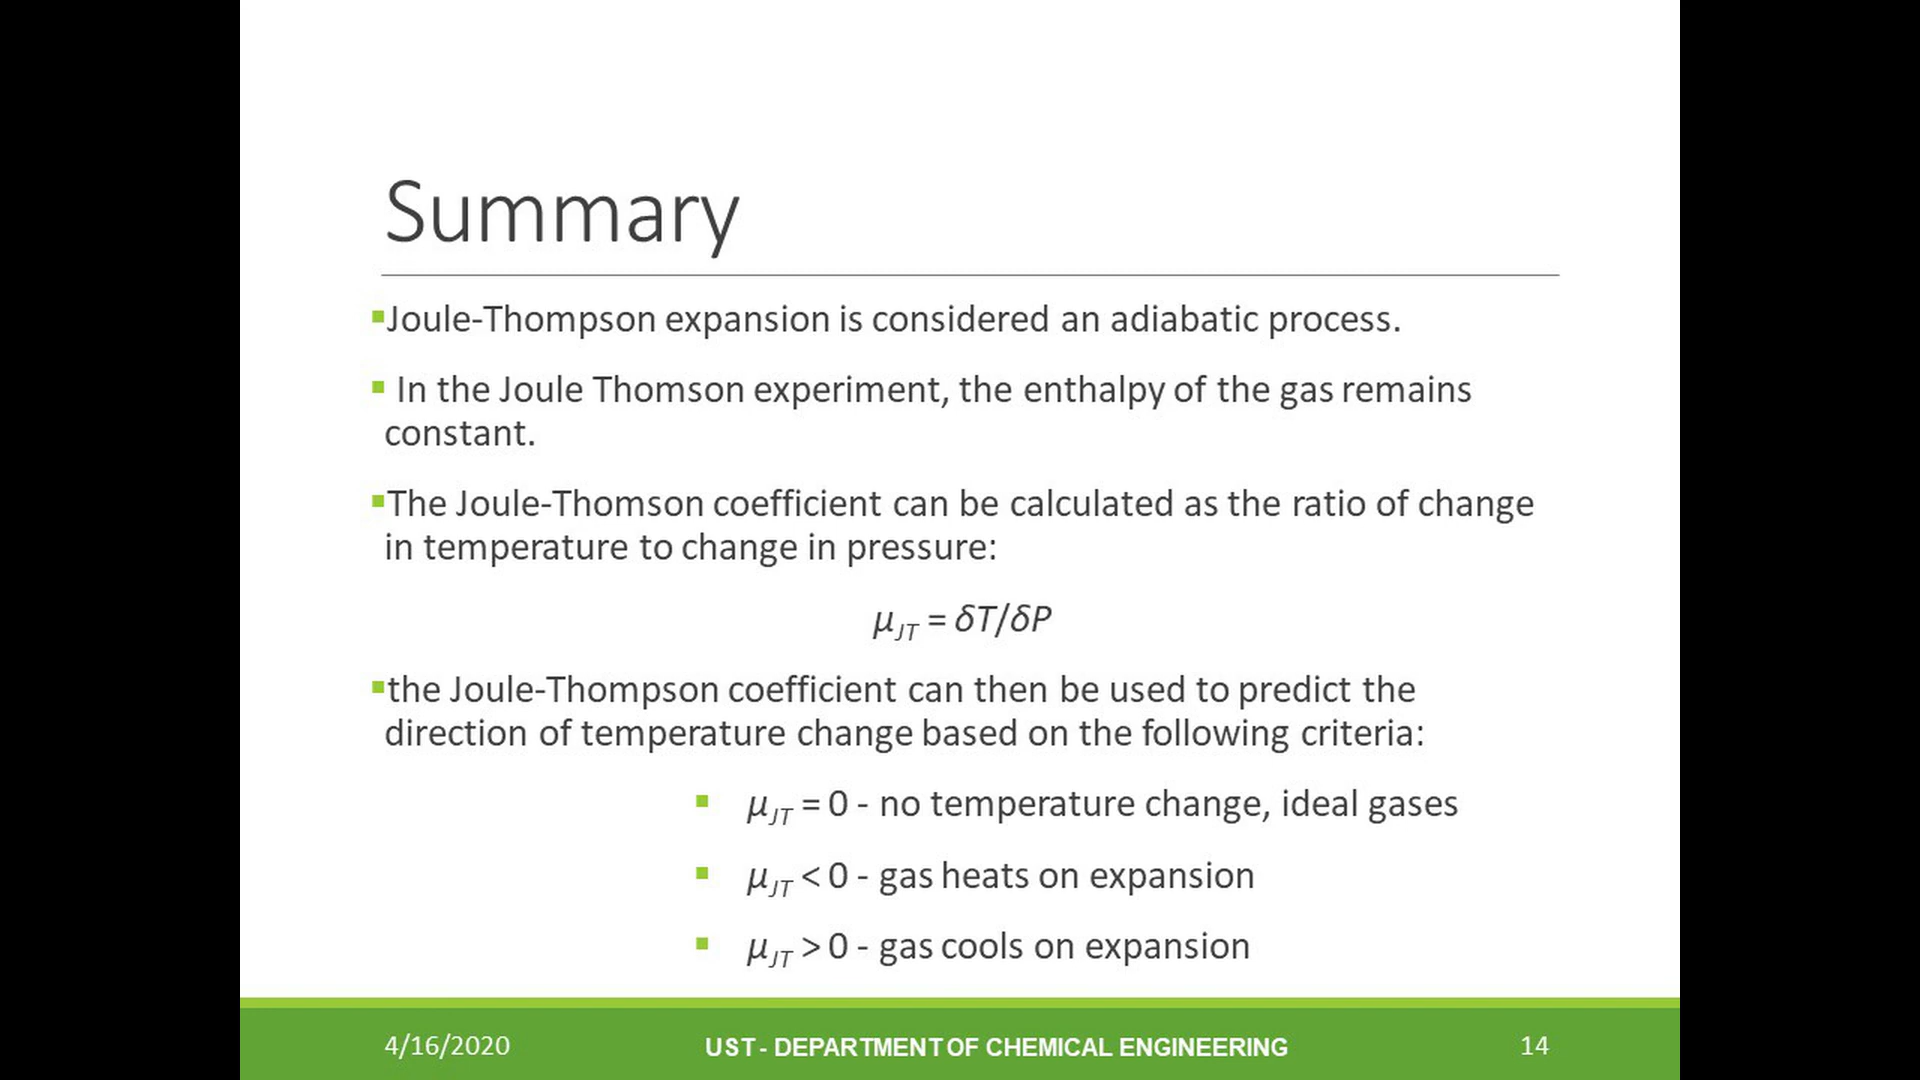 Summary
▪Joule-Thompson expansion is considered an adiabatic process.
▪ In the Joule Thomson experiment, the enthalpy of the gas remains
constant.
▪The Joule-Thomson coefficient can be calculated as the ratio of change
in temperature to change in pressure:
μJT = δT/δP
▪the Joule-Thompson coefficient can then be used to predict the
direction of temperature change based on the following criteria:
▪ μJT = 0 - no temperature change, ideal gases
▪ μJT < 0 - gas heats on expansion
▪ μJT > 0 - gas cools on expansion
4/16/2020 UST - DEPARTMENT OF CHEMICAL ENGINEERING 14